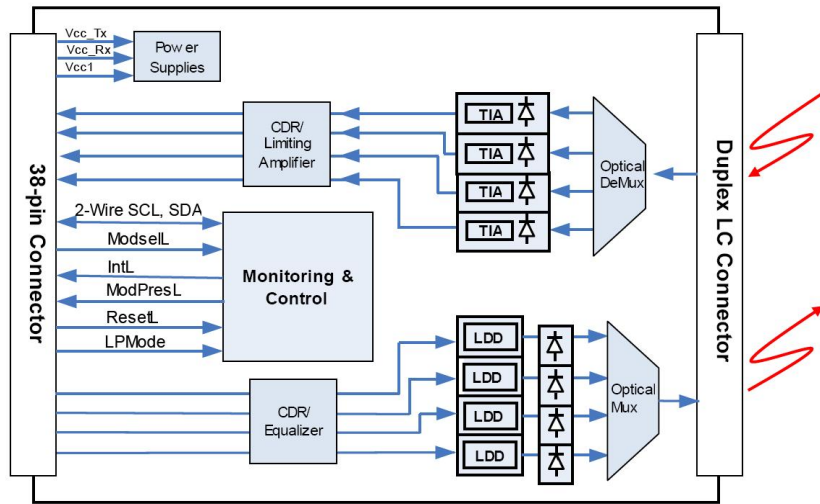 Vcc_Tx
Vcc_Rx
Vcc1
Power
Supplies
38-pin Connector
CDR/
Limiting
Amplifier
TIA
TIA
TIA
TIA
Optical
DeMux
Duplex LC Connector
2-Wire SCL, SDA
ModselL
IntL
ModPresL
ResetL
LPMode
Monitoring &
Control
CDR/
Equalizer
LDD
LDD
LDD
LDD
Optical
Mux